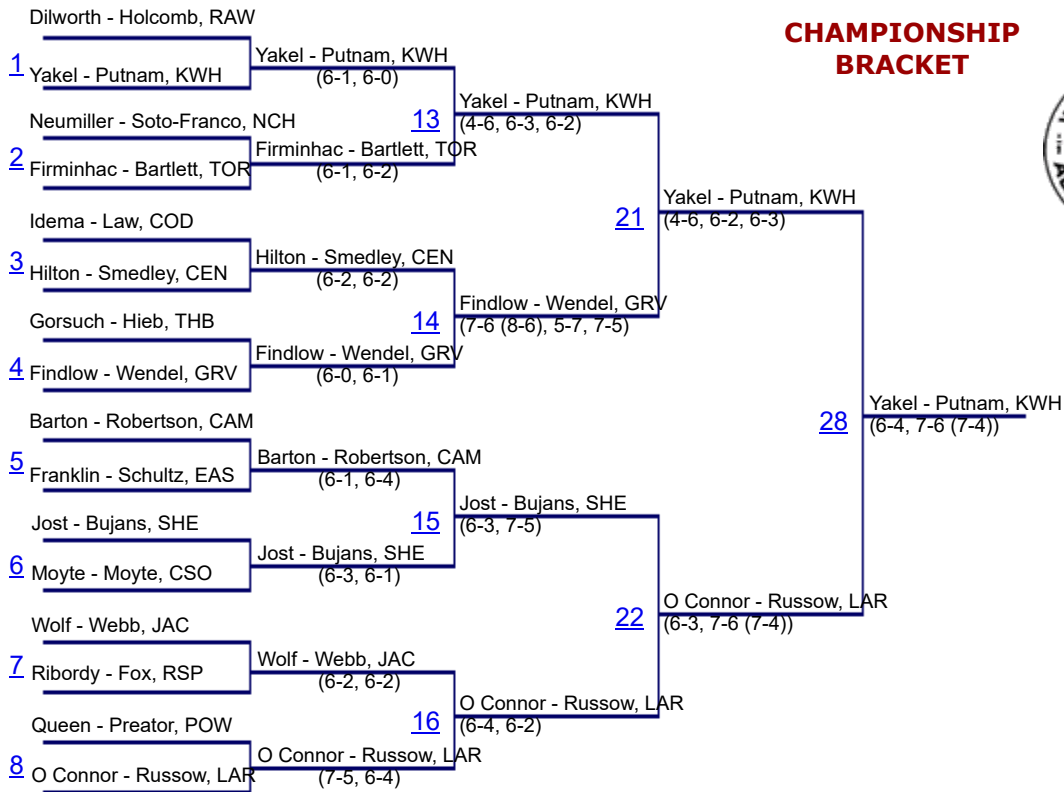 CHAMPIONSHIP
BRACKET
Dilworth - Holcomb, RAW
1
Yakel - Putnam, KWH
Yakel - Putnam, KWH
(6-1, 6-0)
Neumiller - Soto-Franco, NCH
2
Firminhac - Bartlett, TOR
Firminhac - Bartlett, TOR
(6-1, 6-2)
13
Yakel - Putnam, KWH
(4-6, 6-3, 6-2)
Idema - Law, COD
3
Hilton - Smedley, CEN
Hilton - Smedley, CEN
(6-2, 6-2)
Gorsuch - Hieb, THB
4
Findlow - Wendel, GRV
Findlow - Wendel, GRV
(6-0, 6-1)
14
Findlow - Wendel, GRV
(7-6 (8-6), 5-7, 7-5)
21
Yakel - Putnam, KWH
(4-6, 6-2, 6-3)
Barton - Robertson, CAM
5
Franklin - Schultz, EAS
Barton - Robertson, CAM
(6-1, 6-4)
Jost - Bujans, SHE
6
Moyte - Moyte, CSO
Jost - Bujans, SHE
(6-3, 6-1)
15
Jost - Bujans, SHE
(6-3, 7-5)
Wolf - Webb, JAC
7
Ribordy - Fox, RSP
Wolf - Webb, JAC
(6-2, 6-2)
Queen - Preator, POW
8
O Connor - Russow, LAR
O Connor - Russow, LAR
(7-5, 6-4)
16
O Connor - Russow, LAR
(6-4, 6-2)
22
O Connor - Russow, LAR
(6-3, 7-6 (7-4))
28
Yakel - Putnam, KWH
(6-4, 7-6 (7-4))